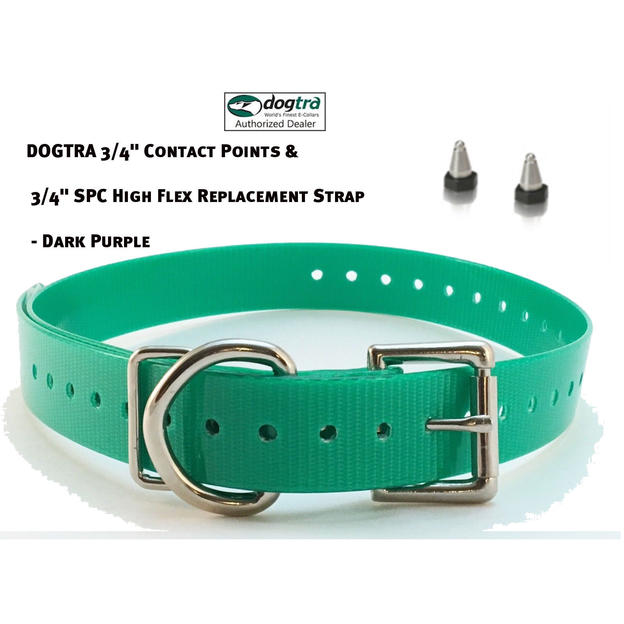 dogtra
World's Finest E-Collars
Authorized Dealer
DOGTRA 3/4" Contact Points &
3/4" SPC High Flex Replacement Strap
- Dark Purple